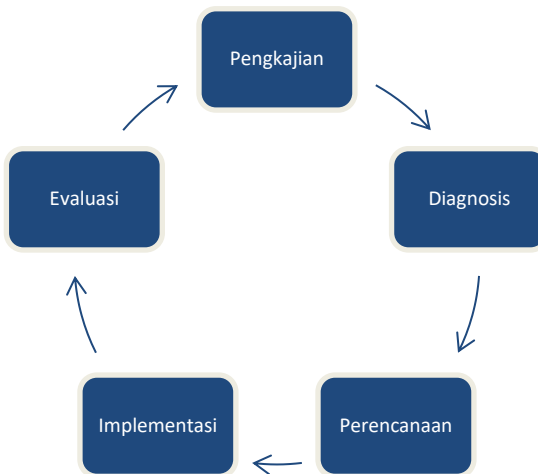 Pengkajian
Diagnosis
Perencanaan
Implementasi
Evaluasi